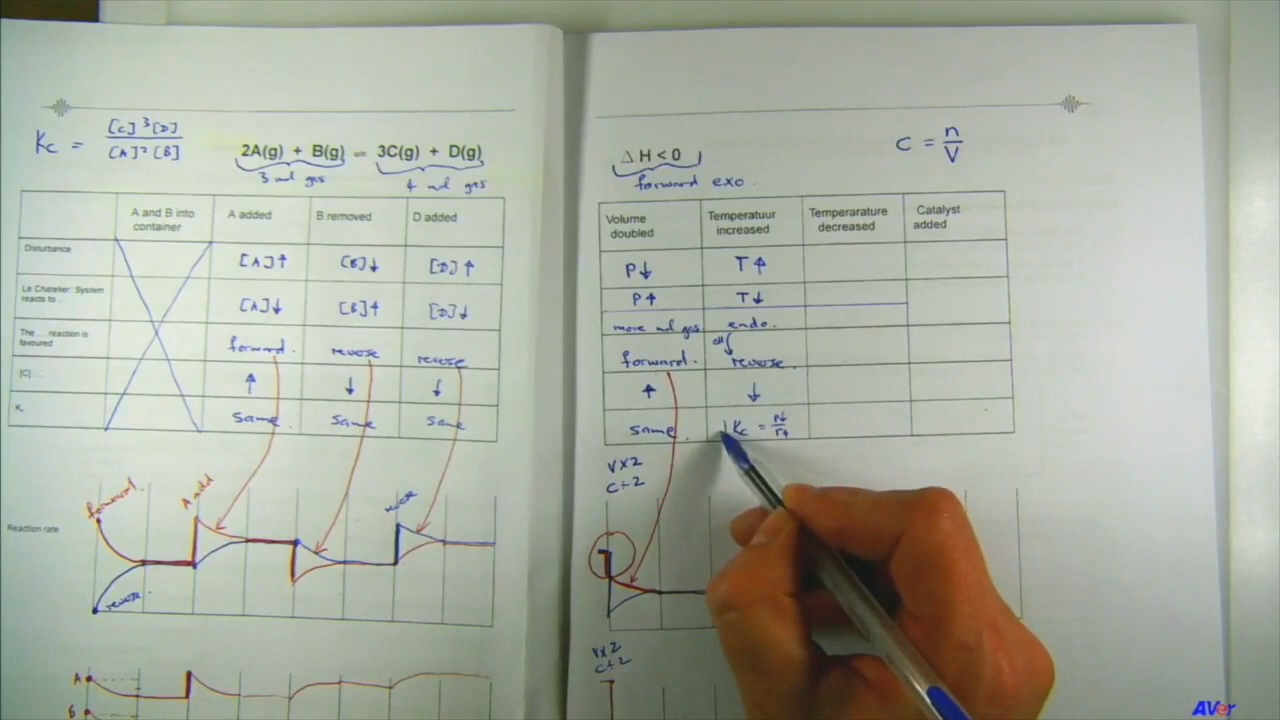 Kc = [C]³[D]
[A]²[B]
2A(g) + B(g) ⇌ 3C(g) + D(g)
3 mol gas
4 mol gas
A and B into container
A added
B removed
D added
Disturbance
[A]↑
[B]↓
[D]↑
Le Chatelier: System reacts to ...
[A]↓
[B]↑
[D]↓
The .... reaction is favoured
forward.
reverse
reverse
[C] ...
↑
↓
↓
Kc
same
same
same
forward.
A add
reverse.
Reaction rate
A
B
△H<0
forward exo.
C = n/V
Volume doubled
Temperatuur increased
Temperarature decreased
Catalyst added
P↓
T↑
P↑
T↓
more mol gas
endo.
forward.
reverse.
↑
↓
same.
↓Kc = P↓/r↑
V×2
C÷2
V×2
C÷2
AVer